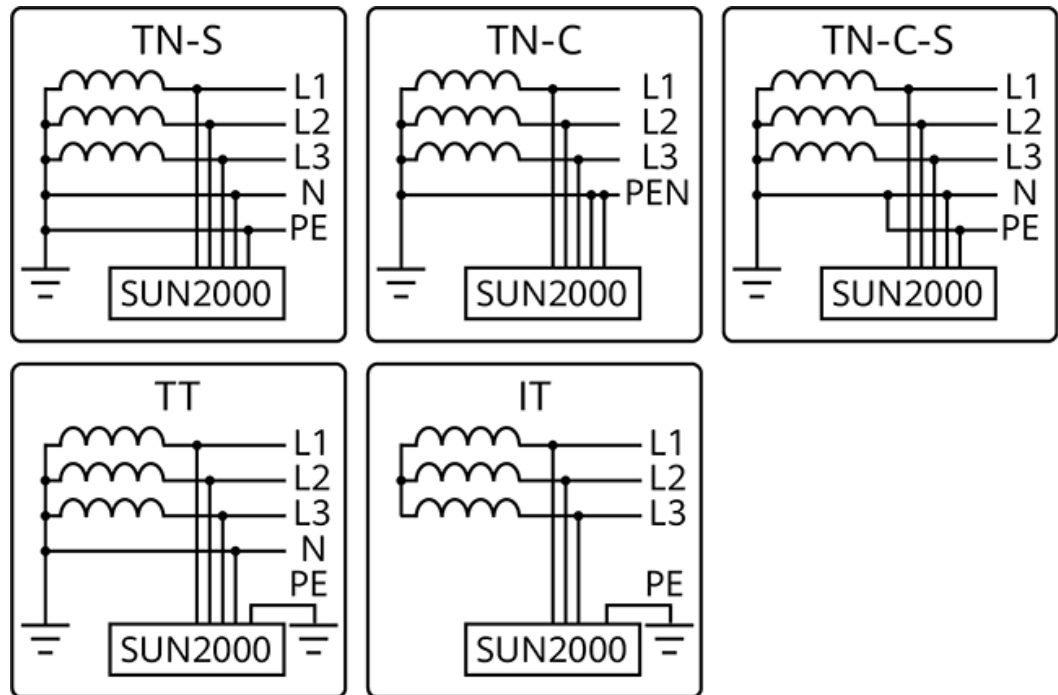 TN-S
L1
L2
L3
N
PE
SUN2000
TN-C
L1
L2
L3
PEN
SUN2000
TN-C-S
L1
L2
L3
N
PE
SUN2000
TT
L1
L2
L3
N
PE
SUN2000
IT
L1
L2
L3
PE
SUN2000